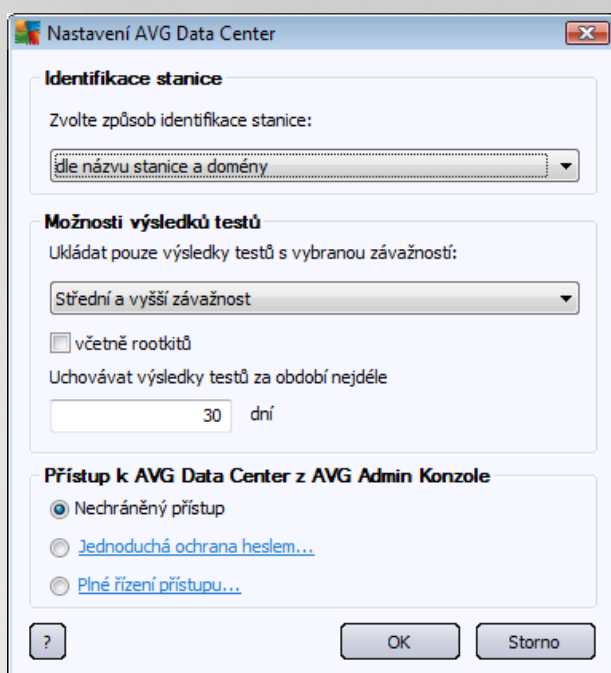 Nastavení AVG Data Center
Identifikace stanice
Zvolte způsob identifikace stanice:
dle názvu stanice a domény
Možnosti výsledků testů
Ukládat pouze výsledky testů s vybranou závažností:
Střední a vyšší závažnost
včetně rootkitů
Uchovávat výsledky testů za období nejdéle
30 dní
Přístup k AVG Data Center z AVG Admin Konzole
Nechráněný přístup
Jednoduchá ochrana heslem...
Plné řízení přístupu...
? OK Storno